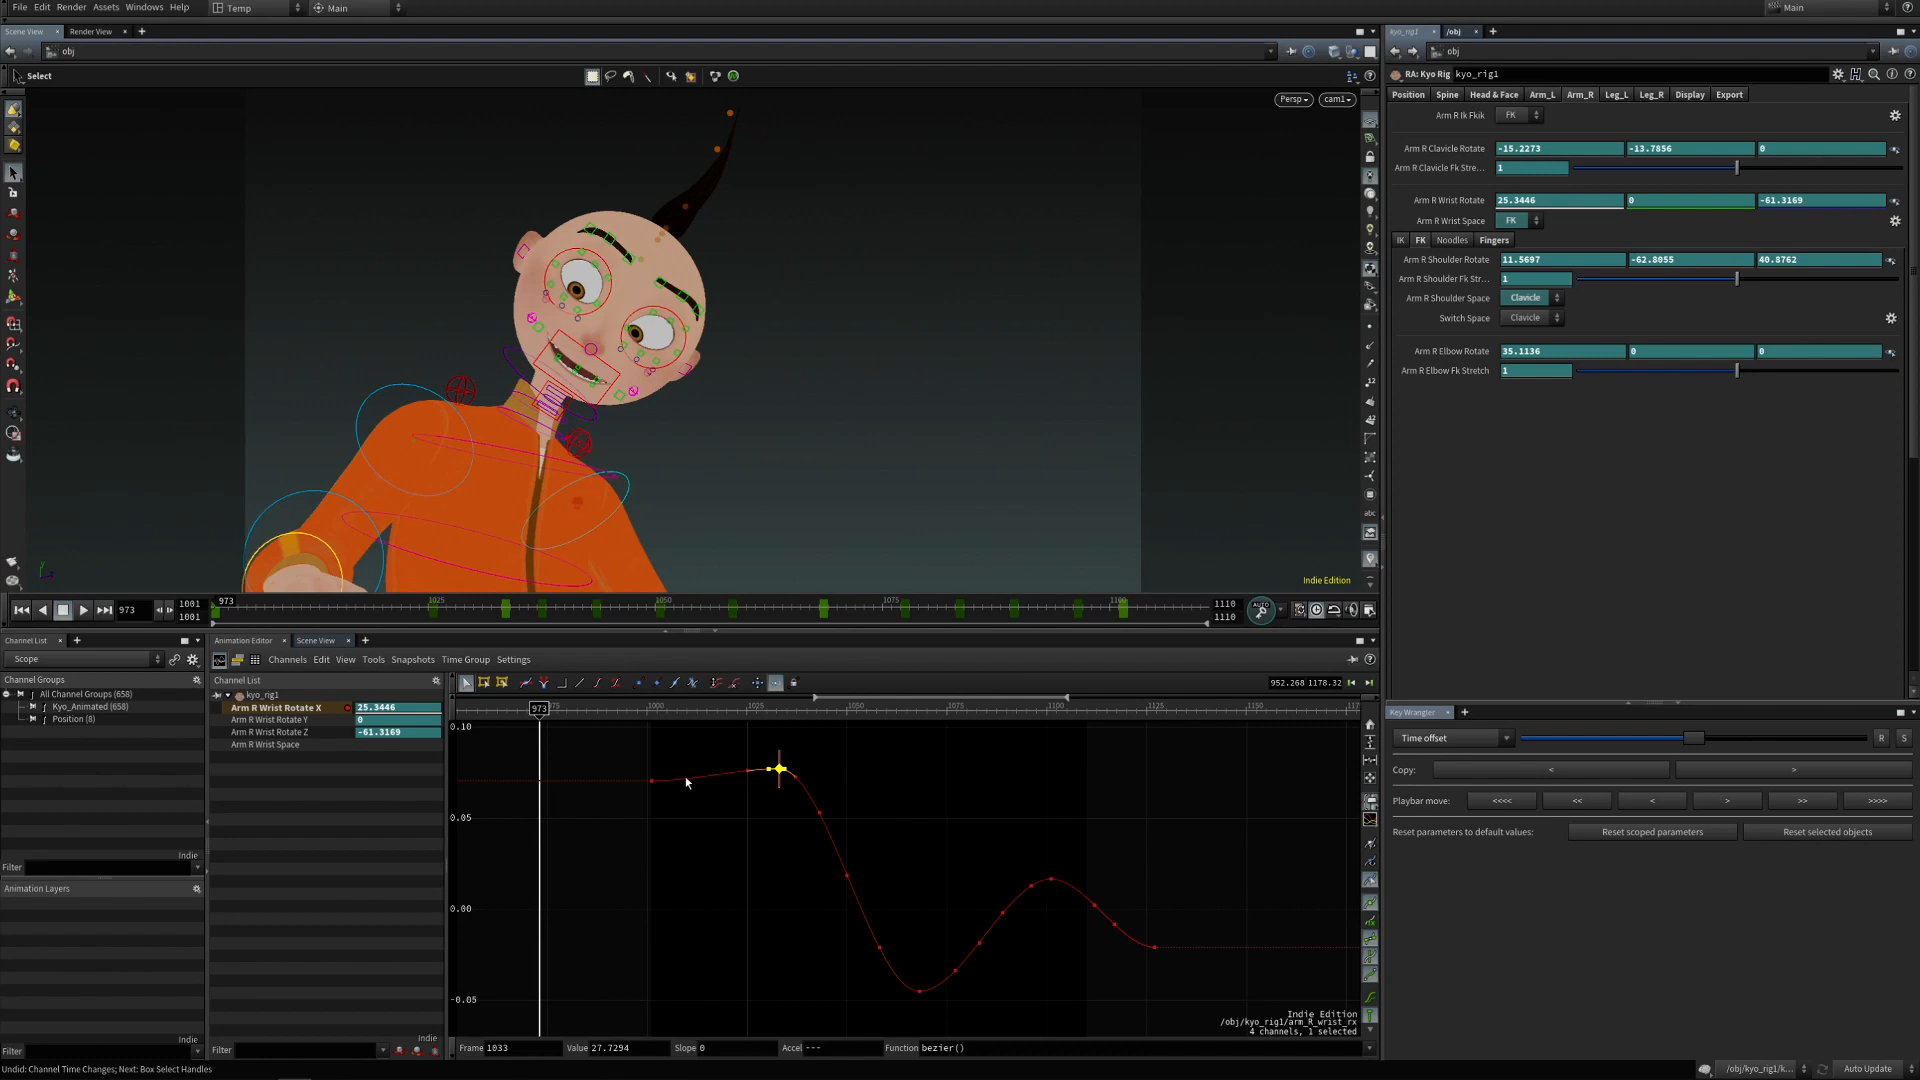 File Edit Render Assets Windows Help Temp Main Main
Scene View Render View
obj
Select
Persp cam1
Indie Edition
kyo_rig1 /obj
obj
RA: Kyo Rig kyo_rig1
Position Spine Head & Face Arm_L Arm_R Leg_L Leg_R Display Export
Arm R Ik Fkik FK
Arm R Clavicle Rotate -15.2273 -13.7856 0
Arm R Clavicle Fk Stre... 1
Arm R Wrist Rotate 25.3446 0 -61.3169
Arm R Wrist Space FK
IK FK Noodles Fingers
Arm R Shoulder Rotate 11.5697 -62.8055 40.8762
Arm R Shoulder Fk Str... 1
Arm R Shoulder Space Clavicle
Switch Space Clavicle
Arm R Elbow Rotate 35.1136 0 0
Arm R Elbow Fk Stretch 1
abc
973 1001 973 1025 1050 1075 1100 1110 AUTO
1001 1110
Channel List
Scope
Channel Groups
All Channel Groups (658)
Kyo_Animated (658)
Position (8)
Indie
Filter
Animation Layers
Indie
Filter
Animation Editor Scene View
Channels Edit View Tools Snapshots Time Group Settings
Channel List
kyo_rig1
Arm R Wrist Rotate X 25.3446
Arm R Wrist Rotate Y 0
Arm R Wrist Rotate Z -61.3169
Arm R Wrist Space
Indie
Filter
952.268 1178.32
973 975 1000 1025 1050 1075 1100 1125 1150
0.10
0.05
0.00
-0.05
Indie Edition
/obj/kyo_rig1/arm_R_wrist_rx
4 channels, 1 selected
Frame 1033 Value 27.7294 Slope 0 Accel --- Function bezier()
Key Wrangler
Time offset R S
Copy: < >
Playbar move: <<<< << < > >> >>>>
Reset parameters to default values: Reset scoped parameters Reset selected objects
Undid: Channel Time Changes; Next: Box Select Handles
/obj/kyo_rig1/k... Auto Update